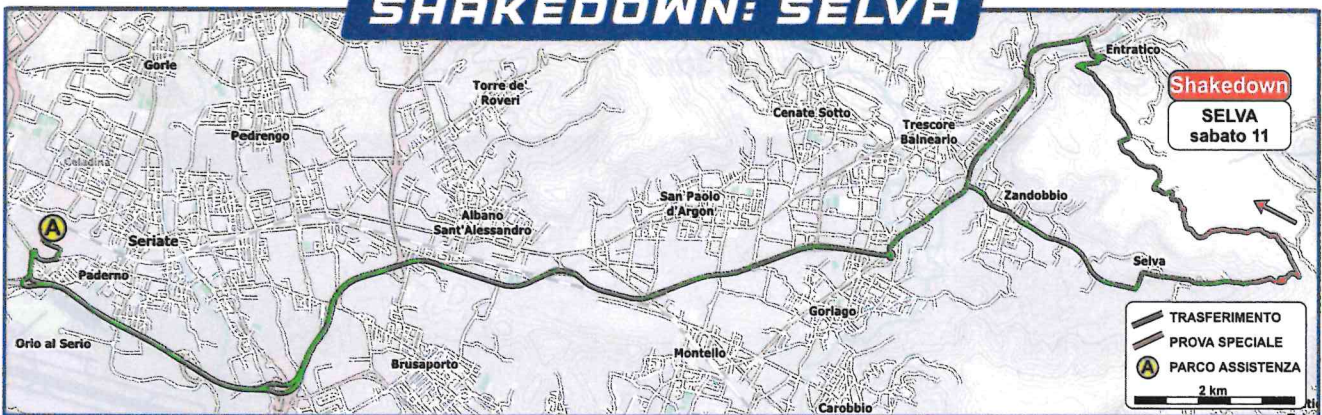 SHAKEDOWN: SELVA
Entratico
Gorle
Shakedown
SELVA
sabato 11
Torre de'
Roveri
Cenate Sotto
Trescore
Balneario
Pedrengo
Celadina
Zandobbio
San Paolo
d'Argon
Albano
Sant'Alessandro
A
Seriate
Selva
Paderno
Gorlago
TRASFERIMENTO
PROVA SPECIALE
A PARCO ASSISTENZA
2 km
Orio al Serio
Montello
Brusaporto
Carobbio